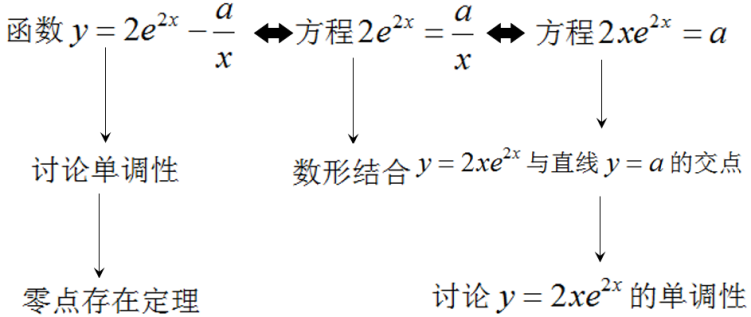 函数 y = 2e^{2x} - \frac{a}{x} ⬌ 方程 2e^{2x} = \frac{a}{x} ⬌ 方程 2xe^{2x} = a
讨论单调性 数形结合 y = 2xe^{2x} 与直线 y = a 的交点
零点存在定理 讨论 y = 2xe^{2x} 的单调性